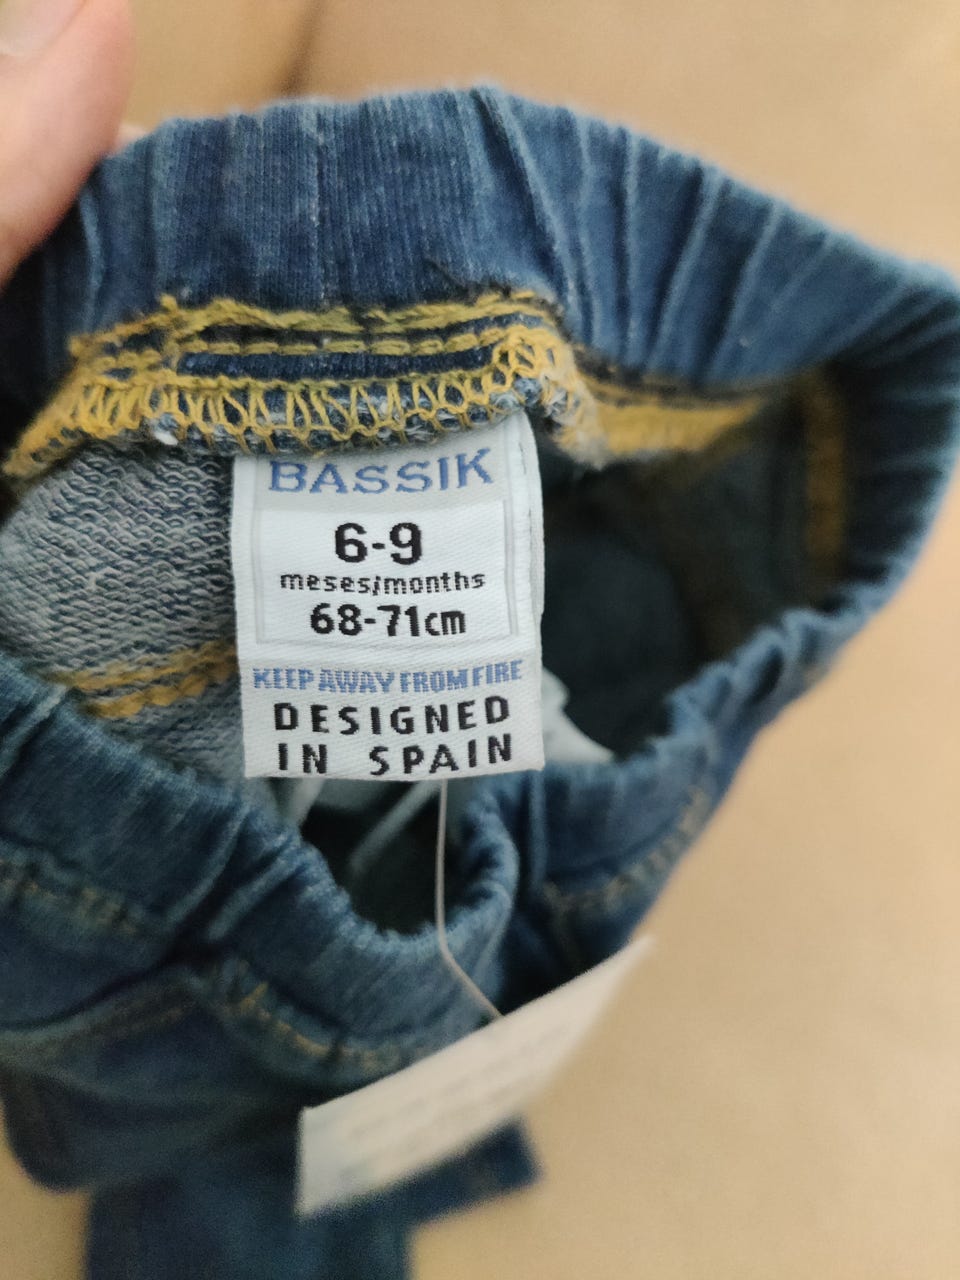 BASSIK
6-9
meses/months
68-71cm
KEEP AWAY FROM FIRE
DESIGNED
IN SPAIN